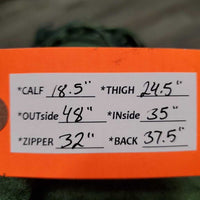 *CALF 18.5" *THIGH 24.5"
*OUTside 48" *INside 35"
*ZIPPER 32" *BACK 37.5"